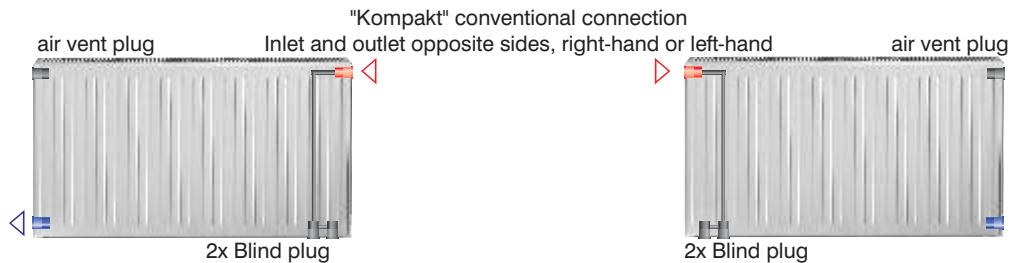 "Kompakt" conventional connection
air vent plug Inlet and outlet opposite sides, right-hand or left-hand air vent plug
2x Blind plug 2x Blind plug